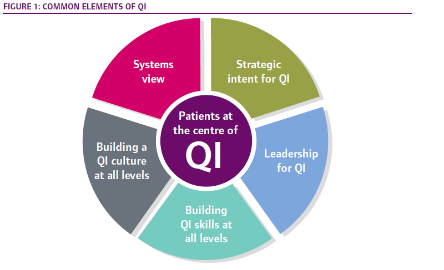 FIGURE 1: COMMON ELEMENTS OF QI
Systems
view
Strategic
intent for QI
Patients at
the centre of
QI
Building a
QI culture
at all levels
Leadership
for QI
Building
QI skills at
all levels